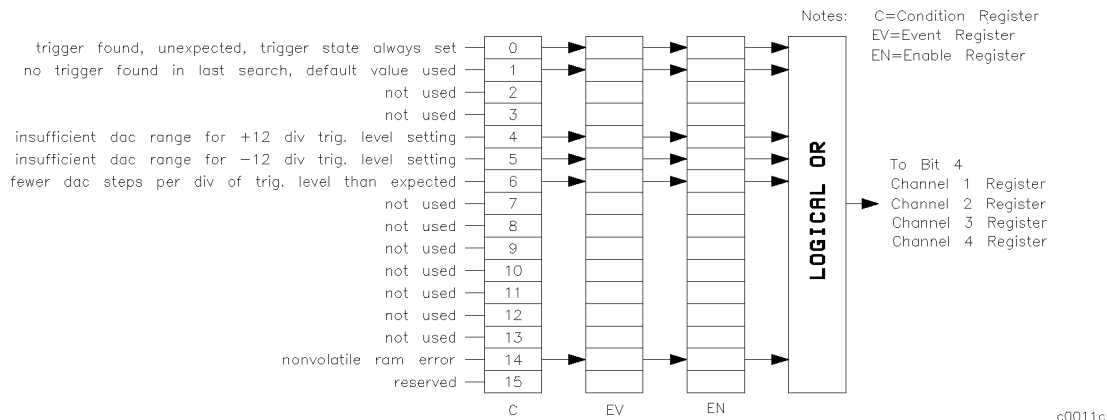 Notes: C=Condition Register
EV=Event Register
EN=Enable Register
trigger found, unexpected, trigger state always set 0
no trigger found in last search, default value used 1
not used 2
not used 3
insufficient dac range for +12 div trig. level setting 4
insufficient dac range for −12 div trig. level setting 5
fewer dac steps per div of trig. level than expected 6
not used 7
not used 8
not used 9
not used 10
not used 11
not used 12
not used 13
nonvolatile ram error 14
reserved 15
C EV EN
LOGICAL OR
To Bit 4
Channel 1 Register
Channel 2 Register
Channel 3 Register
Channel 4 Register
c0011c